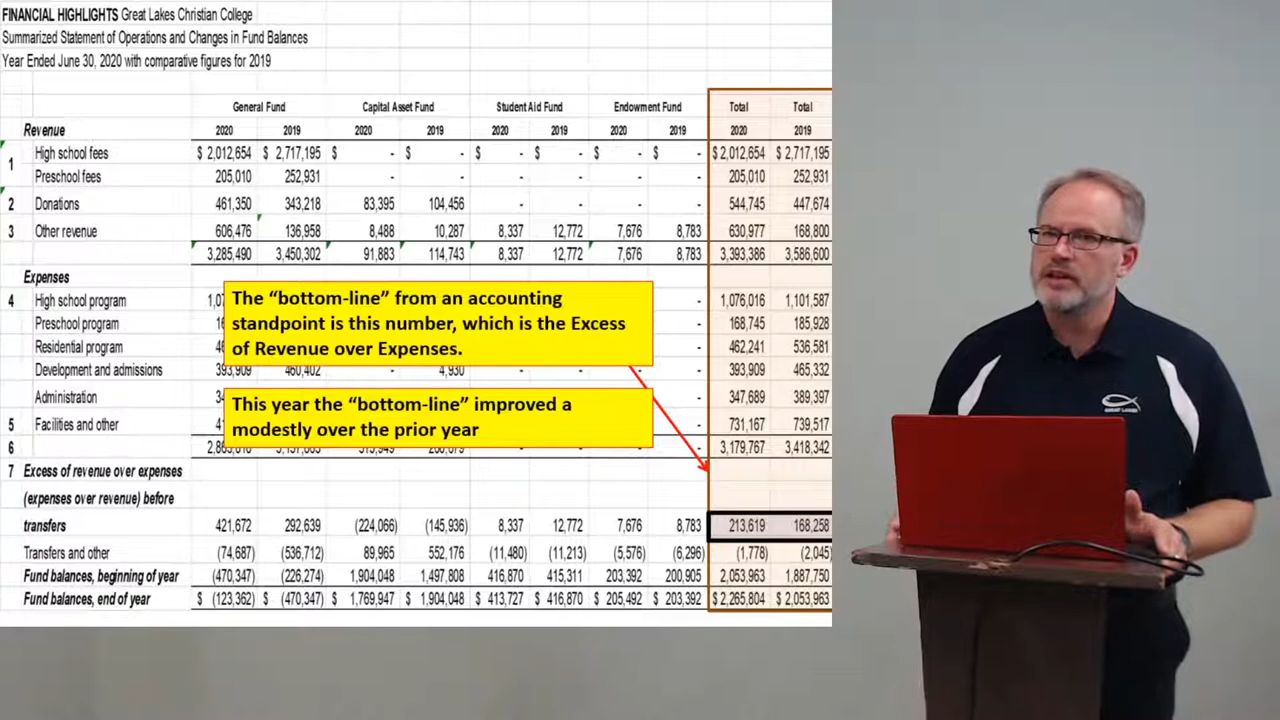 FINANCIAL HIGHLIGHTS Great Lakes Christian College
Summarized Statement of Operations and Changes in Fund Balances
Year Ended June 30, 2020 with comparative figures for 2019
General Fund Capital Asset Fund Student Aid Fund Endowment Fund Total Total
Revenue 2020 2019 2020 2019 2020 2019 2020 2019 2020 2019
1 High school fees $ 2,012,654 $ 2,717,195 $ - $ - $ - $ - $ - $ - $ 2,012,654 $ 2,717,195
Preschool fees 205,010 252,931 - - - - - - 205,010 252,931
2 Donations 461,350 343,218 83,395 104,456 - - - - 544,745 447,674
3 Other revenue 606,476 136,958 8,488 10,287 8,337 12,772 7,676 8,783 630,977 168,800
3,285,490 3,450,302 91,883 114,743 8,337 12,772 7,676 8,783 3,393,386 3,586,600
Expenses
4 High school program - 1,076,016 1,101,587
Preschool program - 168,745 185,928
Residential program - 462,241 536,581
Development and admissions 393,909 460,402 - 4,930 - - - - 393,909 465,332
Administration - 347,689 389,397
5 Facilities and other - 731,167 739,517
6 - 3,179,767 3,418,342
The “bottom-line” from an accounting
standpoint is this number, which is the Excess
of Revenue over Expenses.
This year the “bottom-line” improved a
modestly over the prior year
7 Excess of revenue over expenses
(expenses over revenue) before
transfers 421,672 292,639 (224,066) (145,936) 8,337 12,772 7,676 8,783 213,619 168,258
Transfers and other (74,687) (536,712) 89,965 552,176 (11,480) (11,213) (5,576) (6,296) (1,778) (2,045)
Fund balances, beginning of year (470,347) (226,274) 1,904,048 1,497,808 416,870 415,311 203,392 200,905 2,053,963 1,887,750
Fund balances, end of year $ (123,362) $ (470,347) $ 1,769,947 $ 1,904,048 $ 413,727 $ 416,870 $ 205,492 $ 203,392 $ 2,265,804 $ 2,053,963
GREAT LAKES